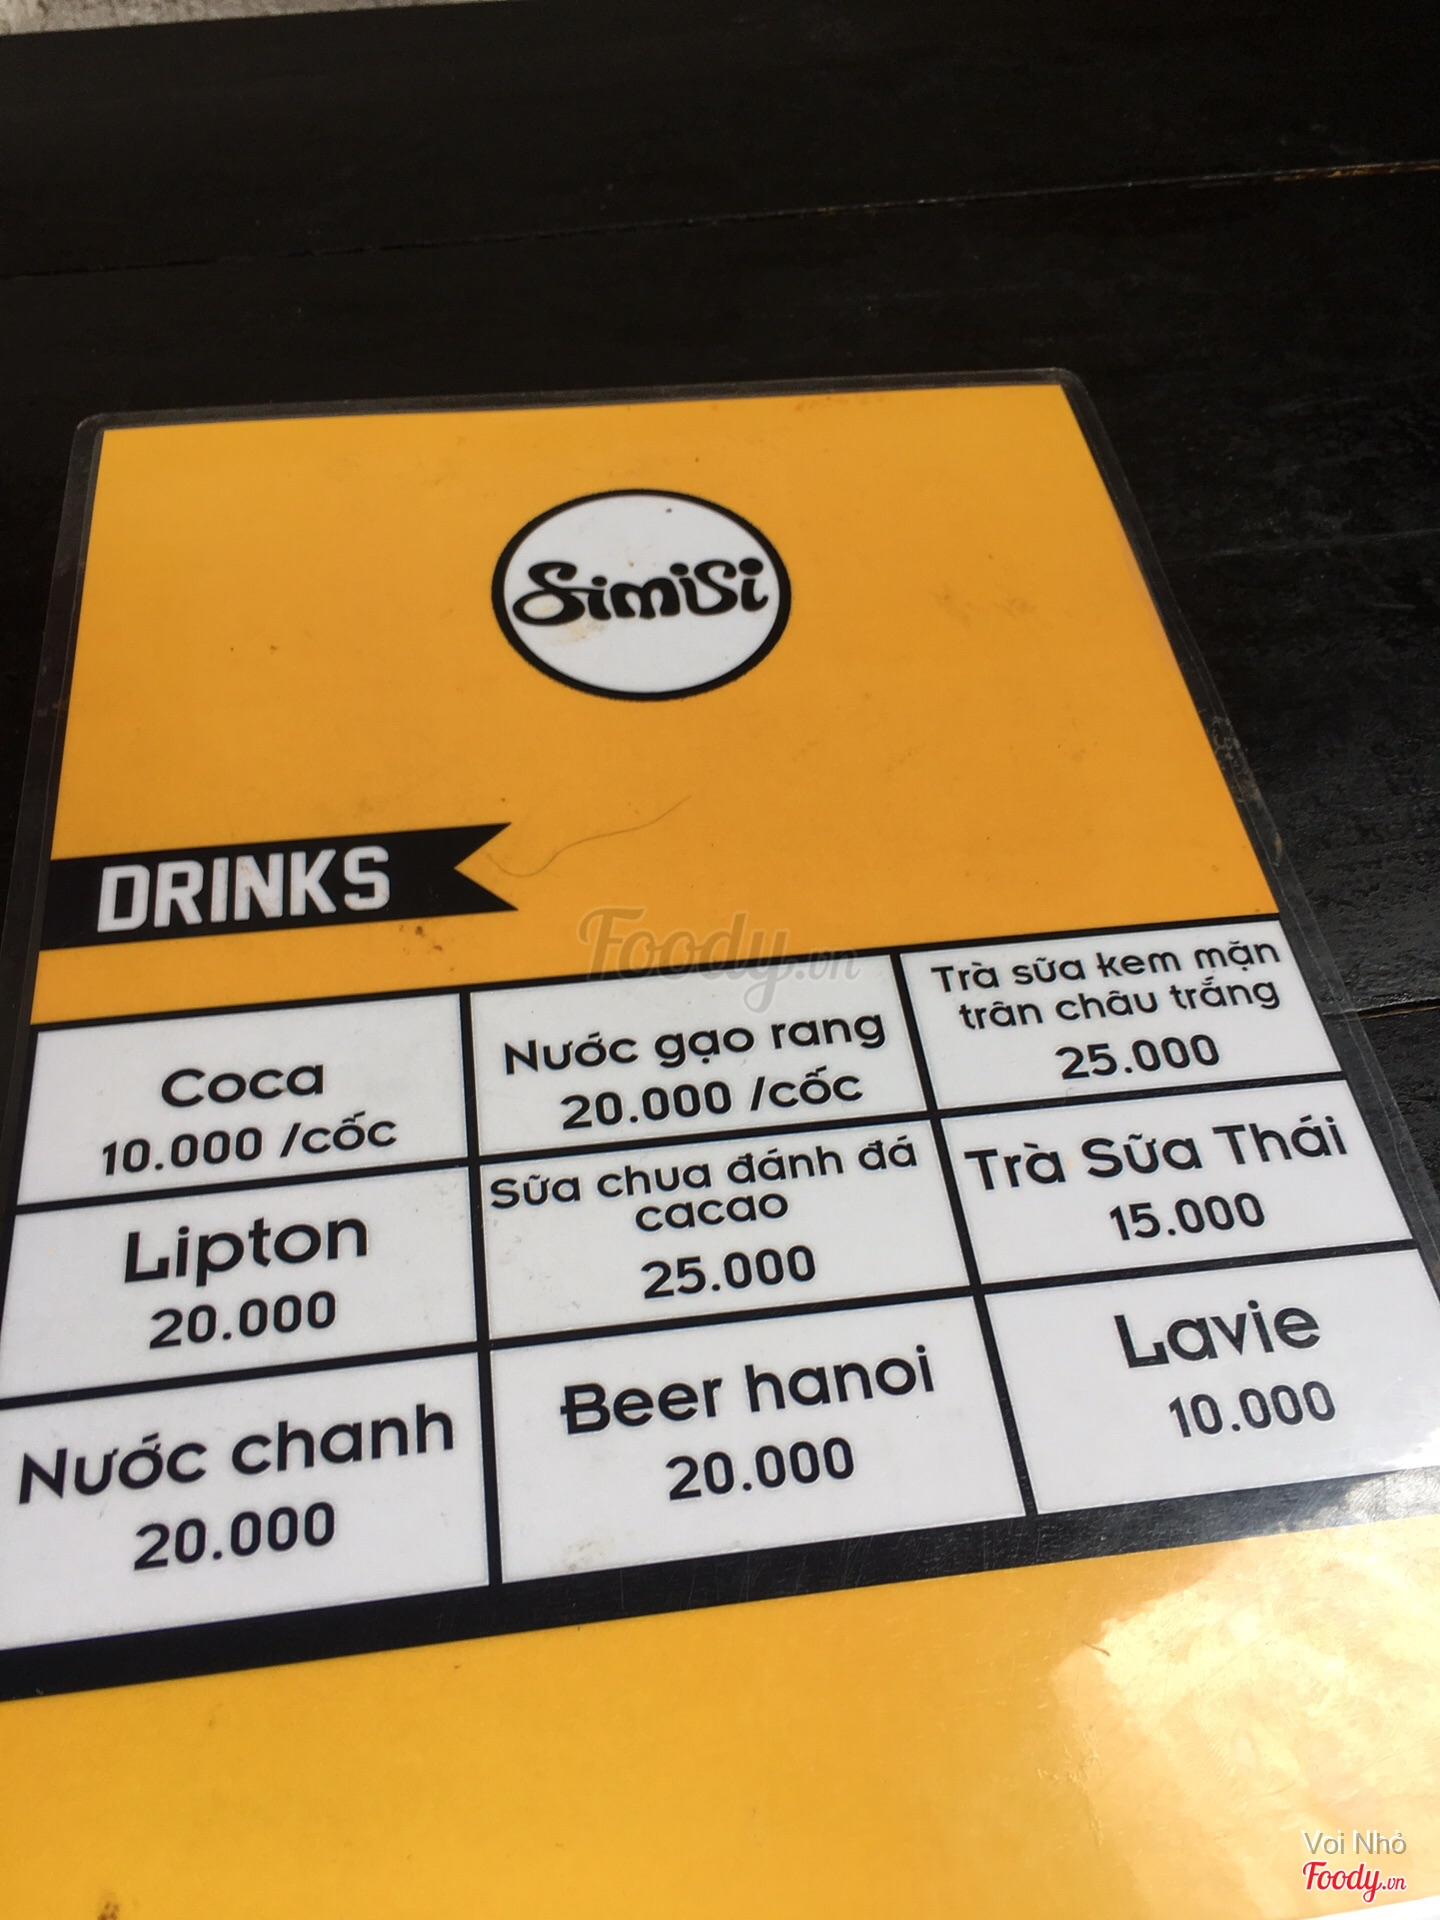 SimiSi
DRINKS
Foody.vn
Coca
10.000 /cốc
Nước gạo rang
20.000 /cốc
Trà sữa kem mặn
trân châu trắng
25.000
Lipton
20.000
Sữa chua đánh đá
cacao
25.000
Trà Sữa Thái
15.000
Nước chanh
20.000
Beer hanoi
20.000
Lavie
10.000
Voi Nhỏ
Foody.vn